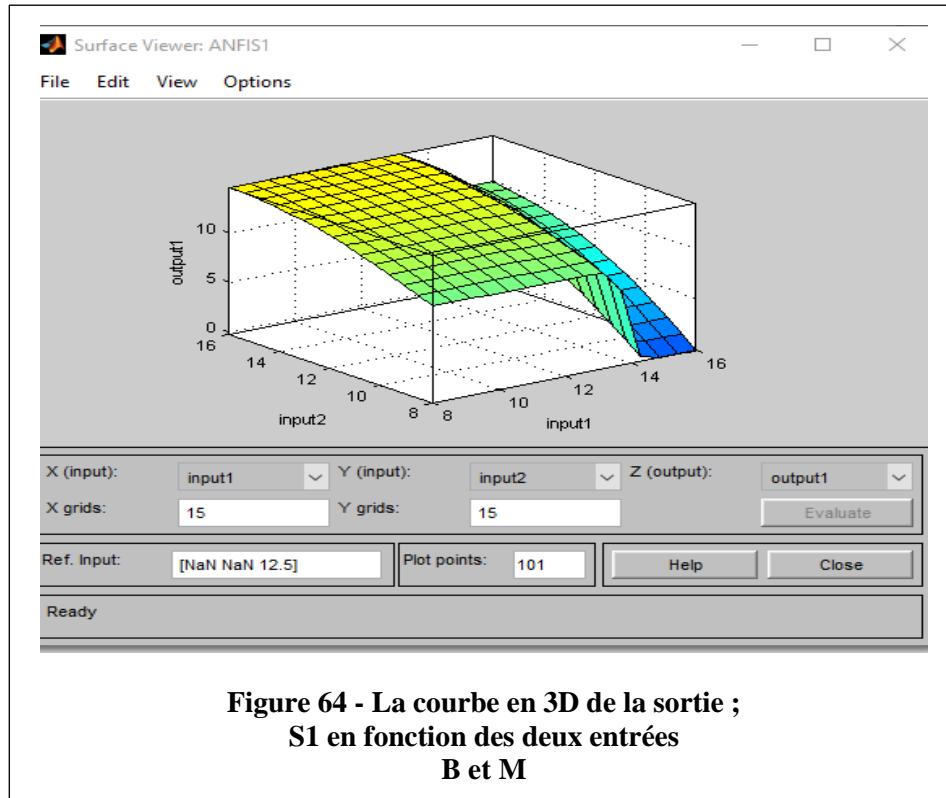 Surface Viewer: ANFIS1
File Edit View Options
10
5
0
output1
16
14
12
10
8
input2
8
10
12
14
16
input1
X (input): input1 Y (input): input2 Z (output): output1
X grids: 15 Y grids: 15 Evaluate
Ref. Input: [NaN NaN 12.5] Plot points: 101 Help Close
Ready
Figure 64 - La courbe en 3D de la sortie ;
S1 en fonction des deux entrées
B et M